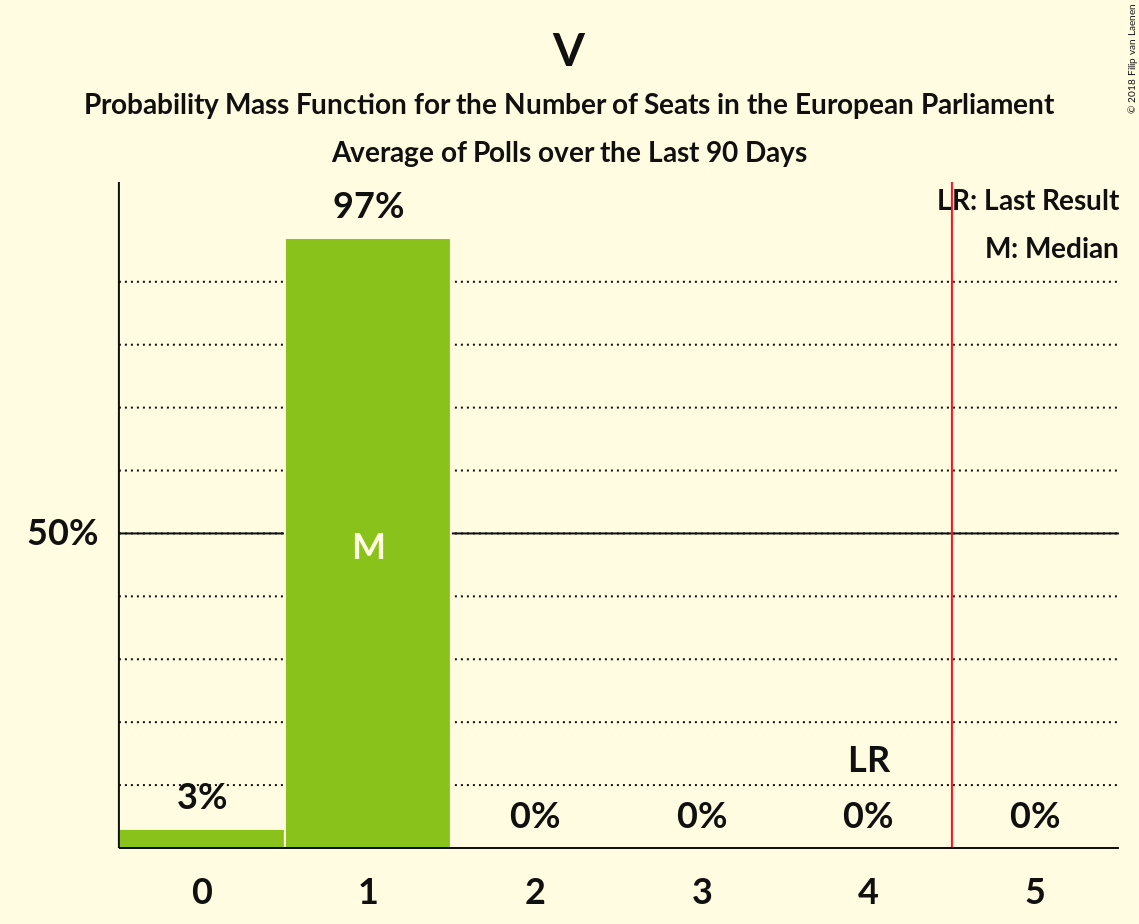 V
Probability Mass Function for the Number of Seats in the European Parliament
Average of Polls over the Last 90 Days
© 2018 Filip van Laenen
LR: Last Result
M: Median
97%
50%
M
LR
3%
0%
0%
0%
0%
0
1
2
3
4
5